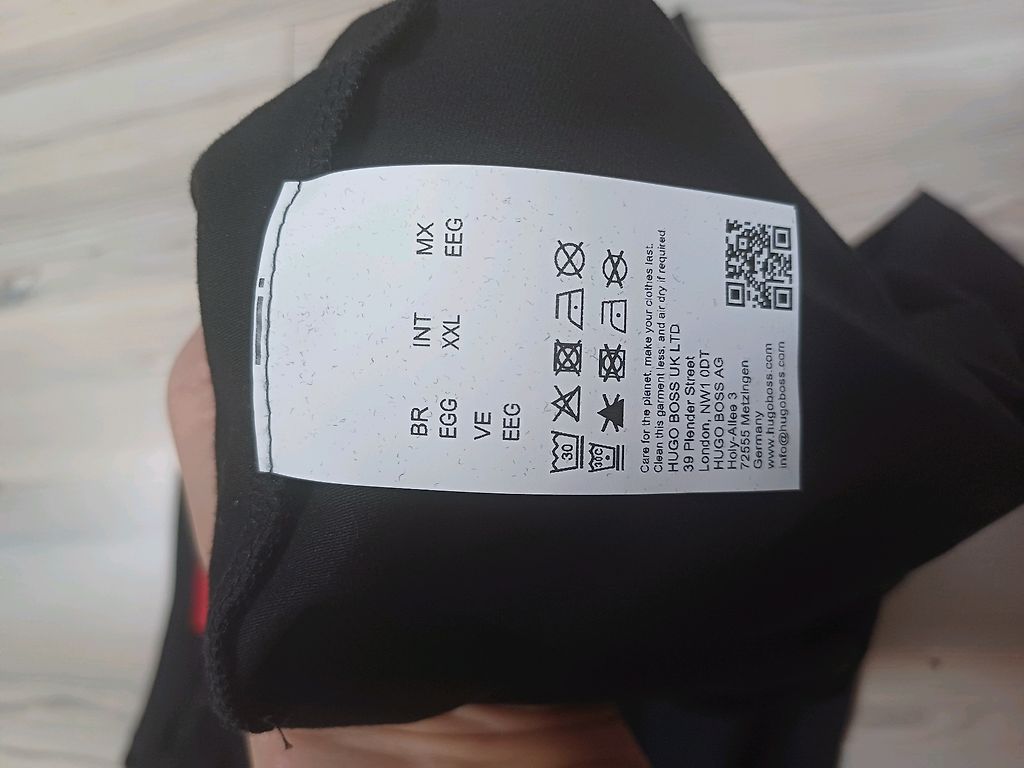 BR INT MX
EGG XXL EEG
VE
EEG
30
30C
Care for the planet, make your clothes last.
Clean this garment less, and air dry if required.
HUGO BOSS UK LTD
39 Plender Street
London, NW1 0DT
HUGO BOSS AG
Holy-Allee 3
72555 Metzingen
Germany
www.hugoboss.com
info@hugoboss.com